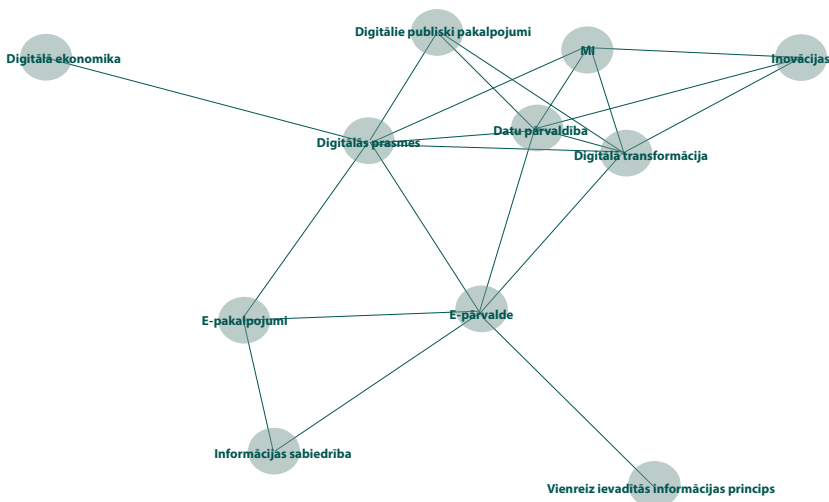 Digitālie publiski pakalpojumi
MI
Digitālā ekonomika
Inovācijas
Datu pārvaldība
Digitālās prasmes
Digitālā transformācija
E-pakalpojumi
E-pārvalde
Informācijas sabiedrība
Vienreiz ievadītās informācijas princips